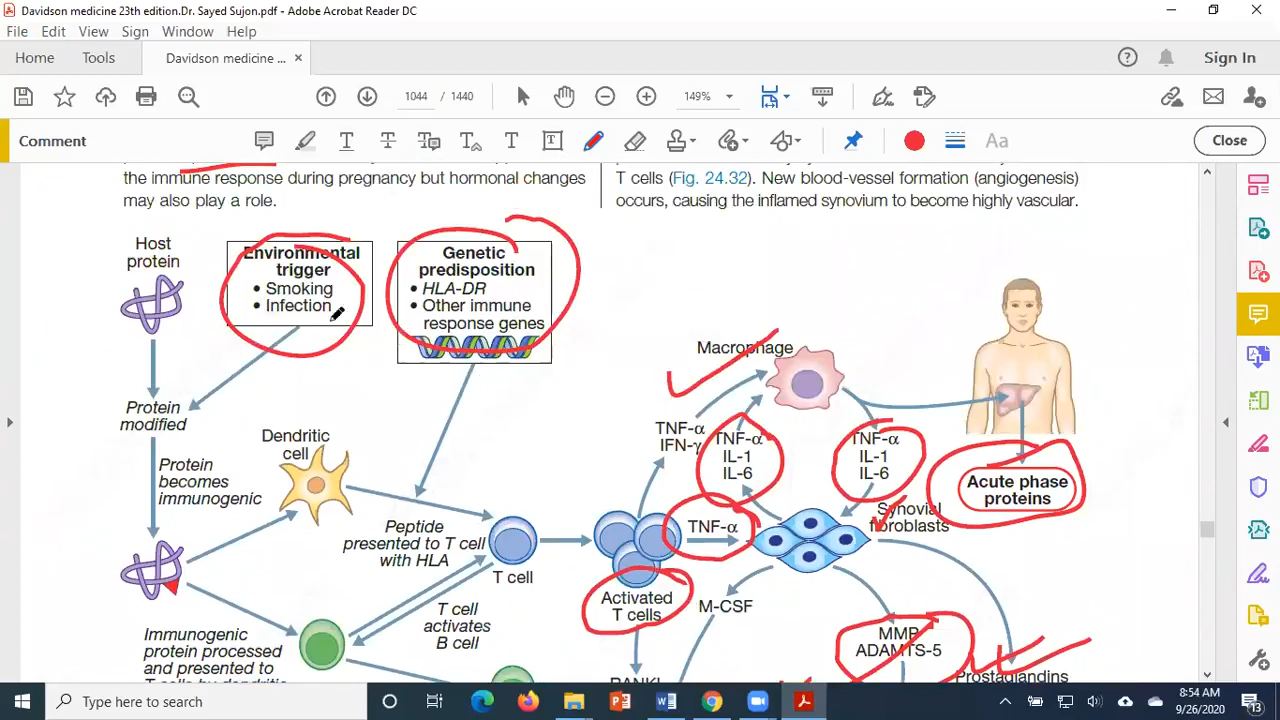 Davidson medicine 23th edition.Dr. Sayed Sujon.pdf - Adobe Acrobat Reader DC
File Edit View Sign Window Help
Home Tools Davidson medicine ... × Sign In
1044 / 1440 149%
Comment Aa Close
the immune response during pregnancy but hormonal changes
may also play a role.
T cells (Fig. 24.32). New blood-vessel formation (angiogenesis)
occurs, causing the inflamed synovium to become highly vascular.
Host
protein
Environmental
trigger
• Smoking
• Infection
Genetic
predisposition
• HLA-DR
• Other immune
response genes
Macrophage
Protein
modified
Dendritic
cell
TNF-α
IFN-γ
TNF-α
IL-1
IL-6
TNF-α
IL-1
IL-6
Acute phase
proteins
Protein
becomes
immunogenic
Peptide
presented to T cell
with HLA
T cell
TNF-α
Synovial
fibroblasts
Activated
T cells
M-CSF
T cell
activates
B cell
MMP
ADAMTS-5
Immunogenic
protein processed
and presented to
T cells by dendritic
RANKL
Prostaglandins
Type here to search
8:54 AM
9/26/2020
13